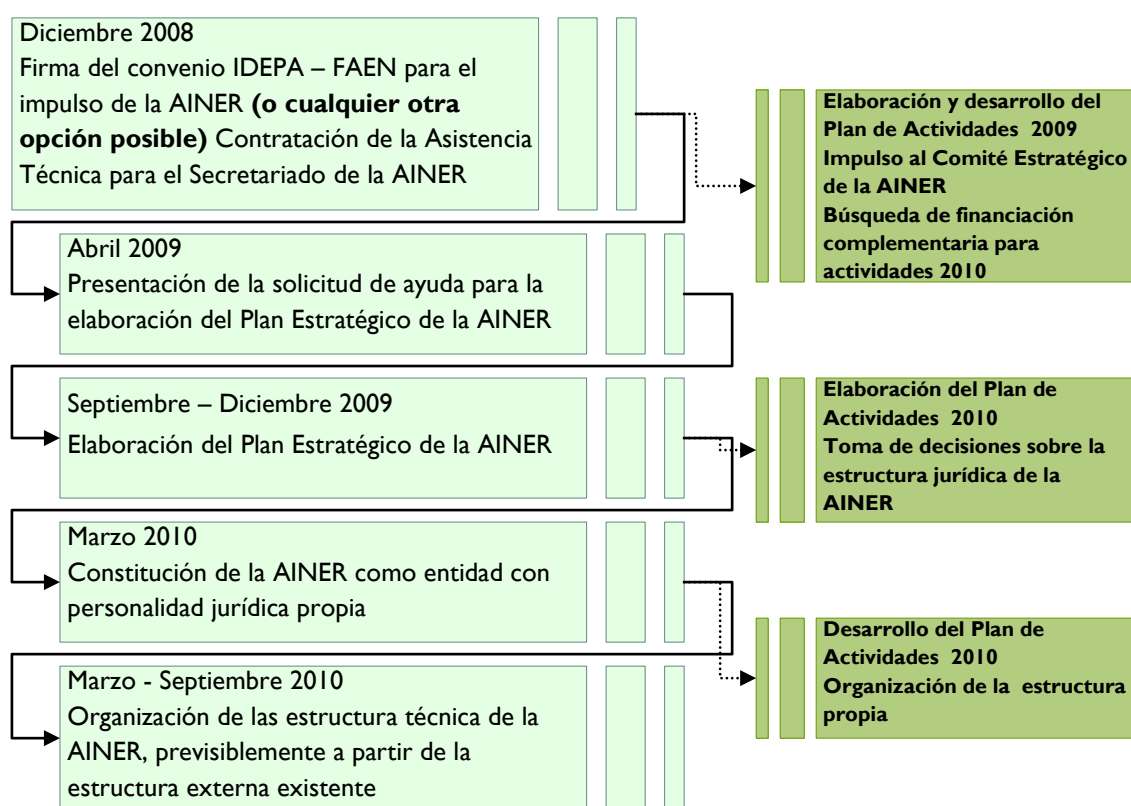 Diciembre 2008
Firma del convenio IDEPA – FAEN para el
impulso de la AINER (o cualquier otra
opción posible) Contratación de la Asistencia
Técnica para el Secretariado de la AINER
Elaboración y desarrollo del
Plan de Actividades 2009
Impulso al Comité Estratégico
de la AINER
Búsqueda de financiación
complementaria para
actividades 2010
Abril 2009
Presentación de la solicitud de ayuda para la
elaboración del Plan Estratégico de la AINER
Septiembre – Diciembre 2009
Elaboración del Plan Estratégico de la AINER
Elaboración del Plan de
Actividades 2010
Toma de decisiones sobre la
estructura jurídica de la
AINER
Marzo 2010
Constitución de la AINER como entidad con
personalidad jurídica propia
Desarrollo del Plan de
Actividades 2010
Organización de la estructura
propia
Marzo - Septiembre 2010
Organización de las estructura técnica de la
AINER, previsiblemente a partir de la
estructura externa existente